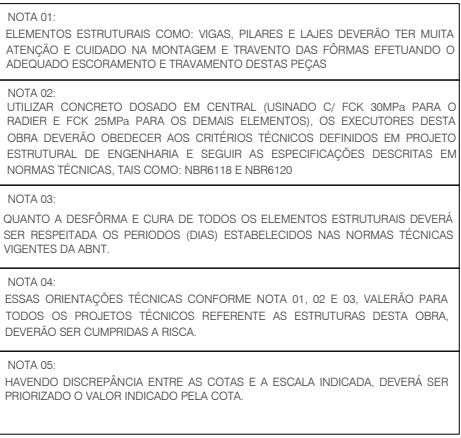 NOTA 01:
ELEMENTOS ESTRUTURAIS COMO: VIGAS, PILARES E LAJES DEVERÃO TER MUITA
ATENÇÃO E CUIDADO NA MONTAGEM E TRAVENTO DAS FÔRMAS EFETUANDO O
ADEQUADO ESCORAMENTO E TRAVAMENTO DESTAS PEÇAS
NOTA 02:
UTILIZAR CONCRETO DOSADO EM CENTRAL (USINADO C/ FCK 30MPa PARA O
RADIER E FCK 25MPa PARA OS DEMAIS ELEMENTOS), OS EXECUTORES DESTA
OBRA DEVERÃO OBEDECER AOS CRITÉRIOS TÉCNICOS DEFINIDOS EM PROJETO
ESTRUTURAL DE ENGENHARIA E SEGUIR AS ESPECIFICAÇÕES DESCRITAS EM
NORMAS TÉCNICAS, TAIS COMO: NBR6118 E NBR6120
NOTA 03:
QUANTO A DESFÔRMA E CURA DE TODOS OS ELEMENTOS ESTRUTURAIS DEVERÁ
SER RESPEITADA OS PERIODOS (DIAS) ESTABELECIDOS NAS NORMAS TÉCNICAS
VIGENTES DA ABNT.
NOTA 04:
ESSAS ORIENTAÇÕES TÉCNICAS CONFORME NOTA 01, 02 E 03, VALERÃO PARA
TODOS OS PROJETOS TÉCNICOS REFERENTE AS ESTRUTURAS DESTA OBRA,
DEVERÃO SER CUMPRIDAS A RISCA.
NOTA 05:
HAVENDO DISCREPÂNCIA ENTRE AS COTAS E A ESCALA INDICADA, DEVERÁ SER
PRIORIZADO O VALOR INDICADO PELA COTA.